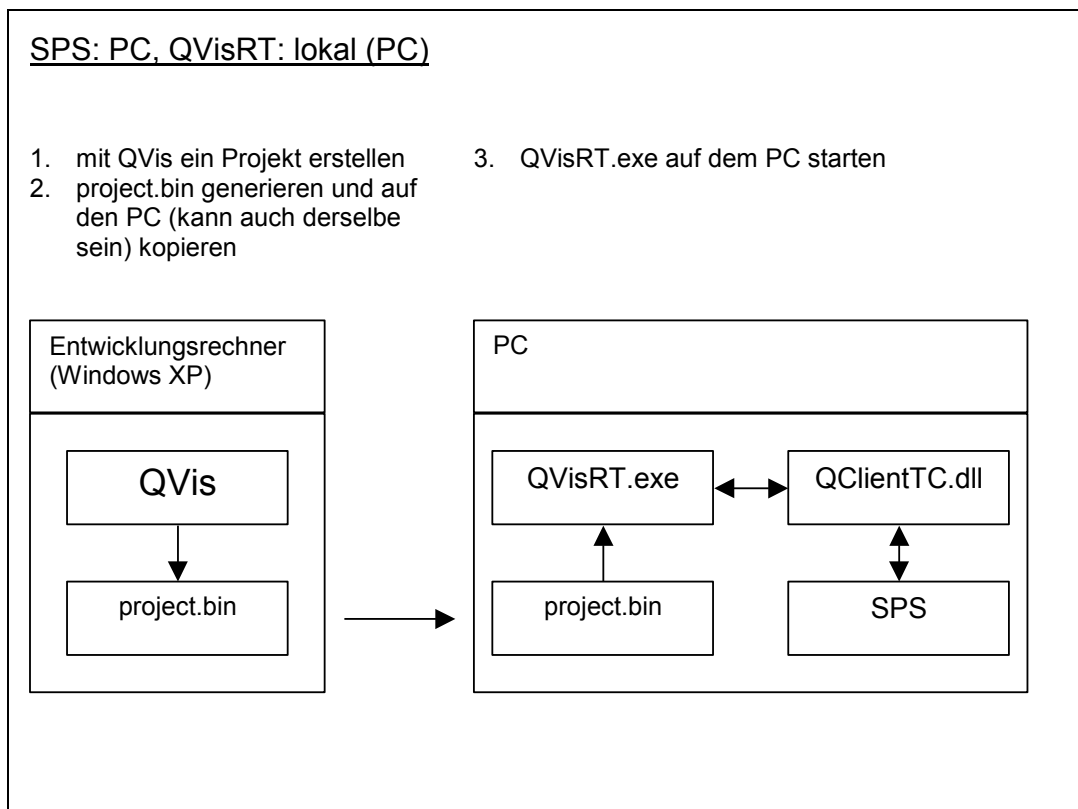 SPS: PC, QVisRT: lokal (PC)
1. mit QVis ein Projekt erstellen
2. project.bin generieren und auf
den PC (kann auch derselbe
sein) kopieren
3. QVisRT.exe auf dem PC starten
Entwicklungsrechner
(Windows XP)
QVis
project.bin
PC
QVisRT.exe
QClientTC.dll
project.bin
SPS